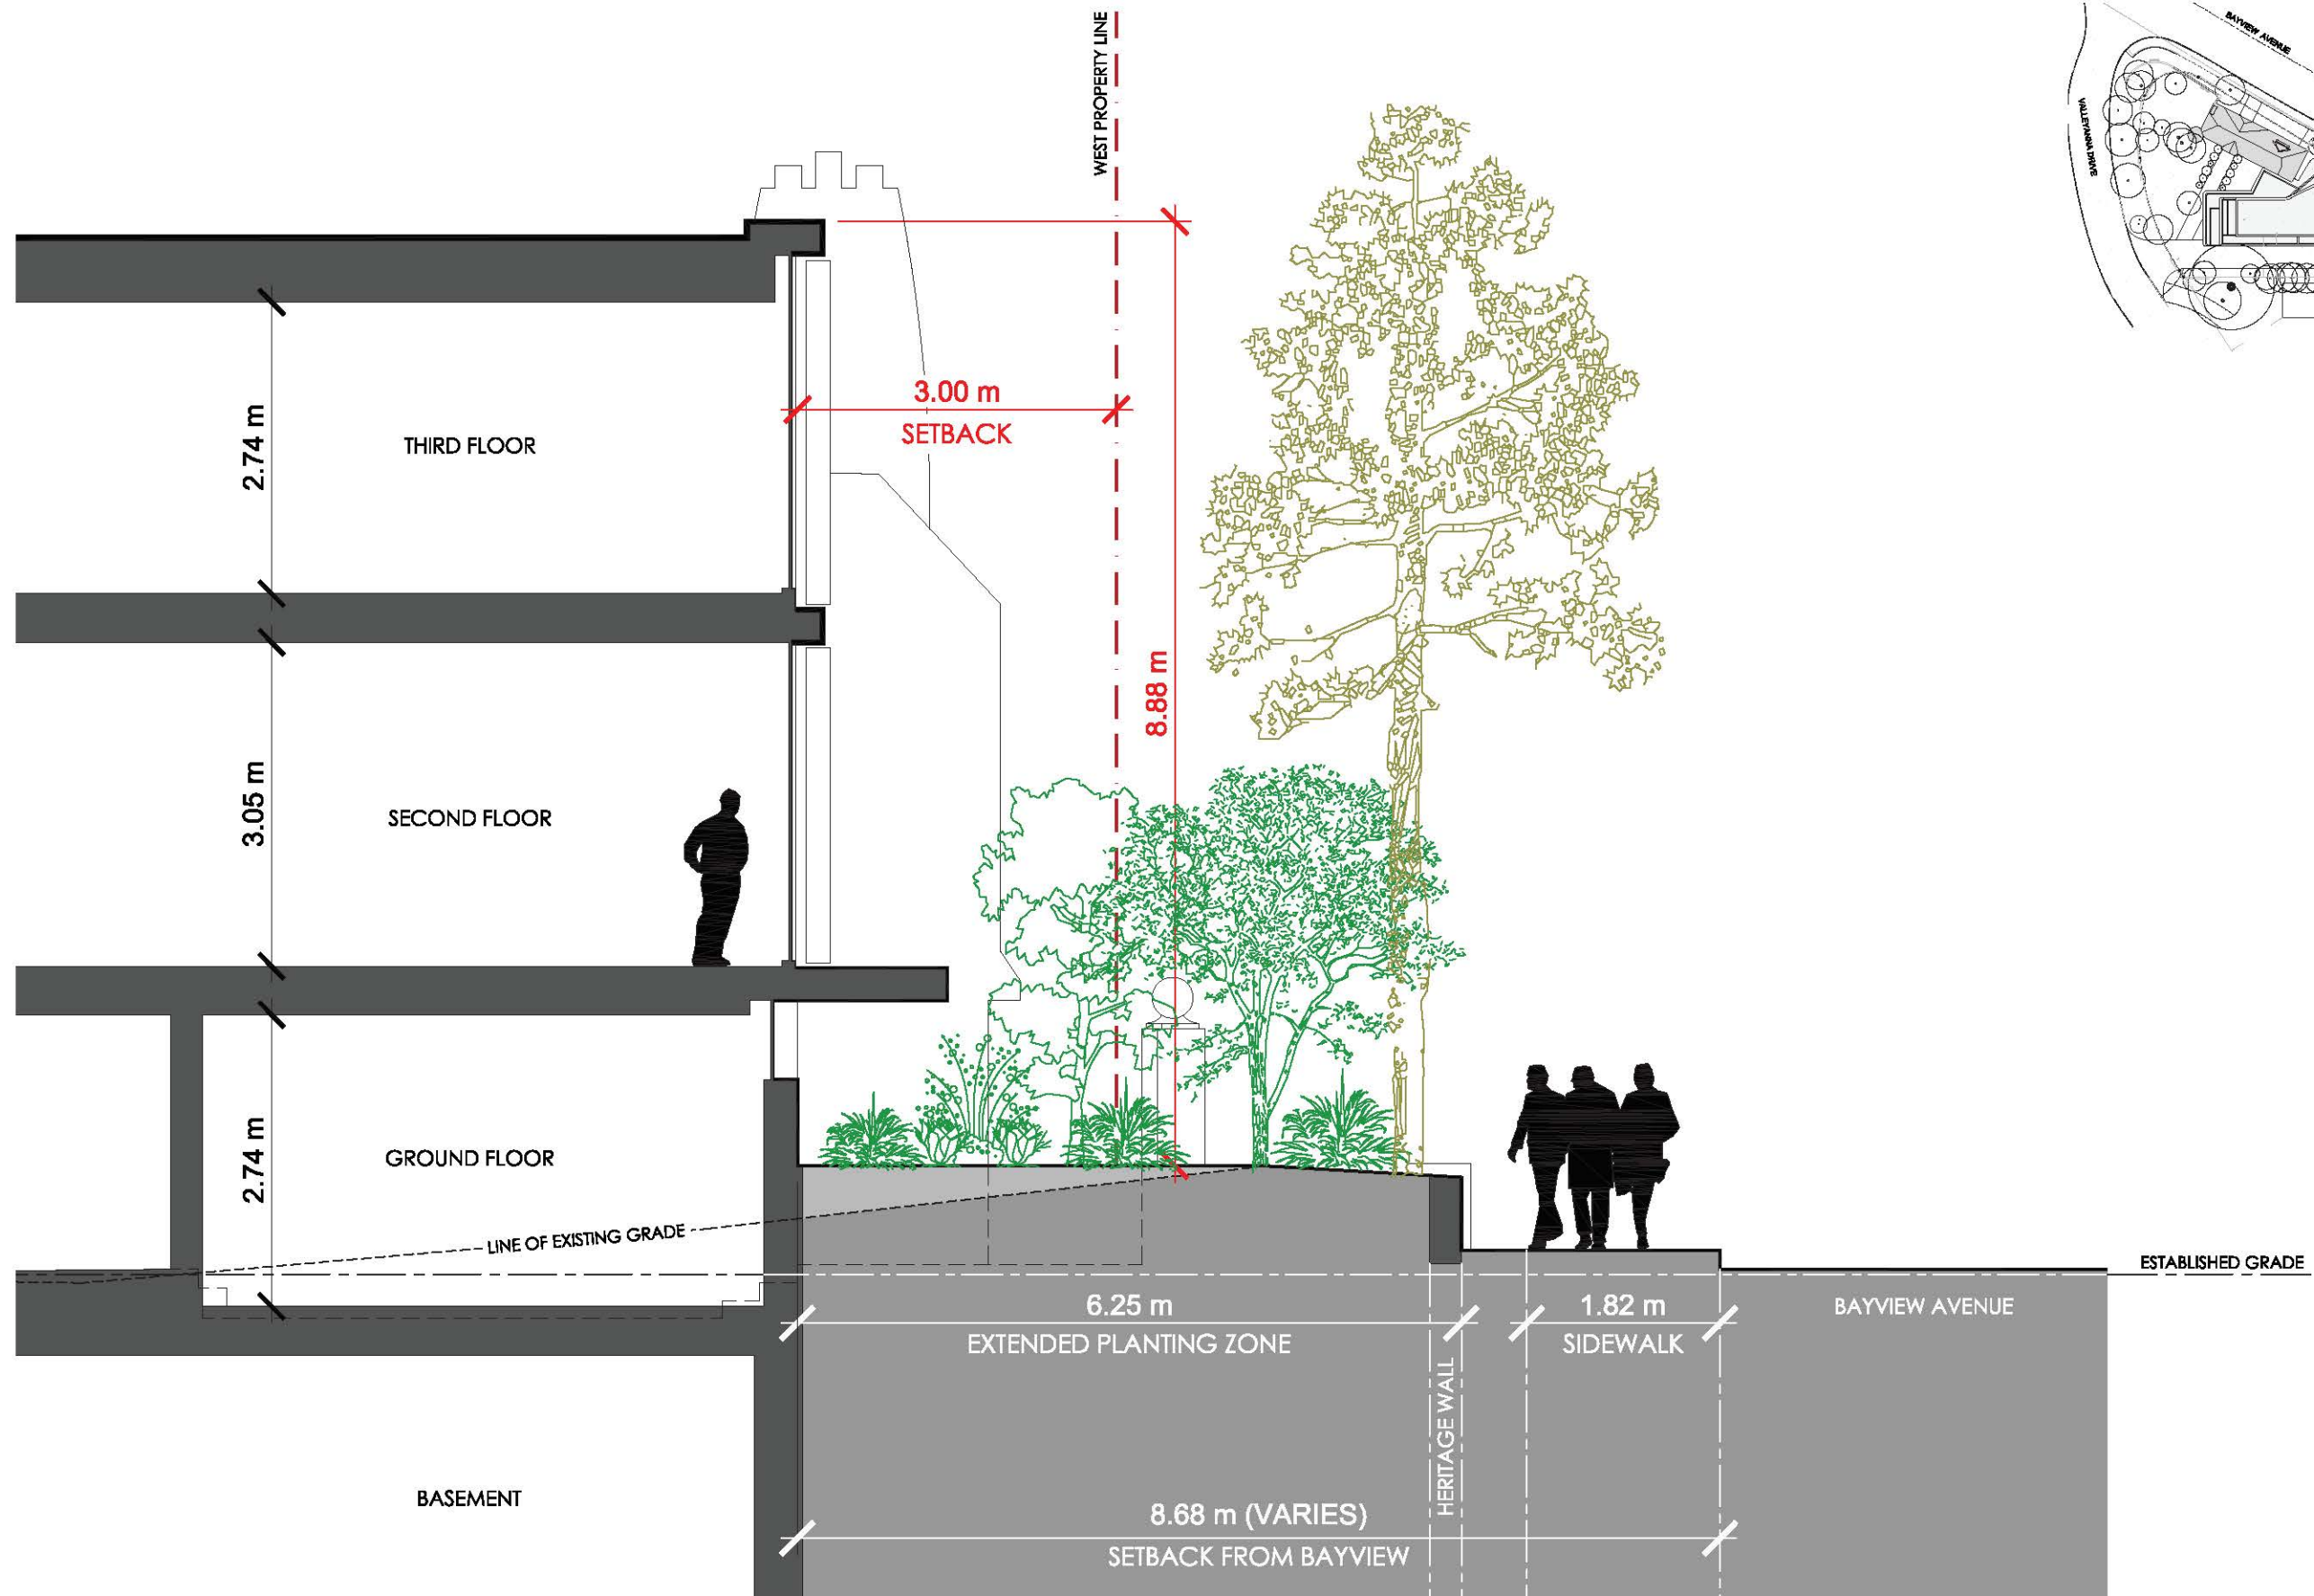 WEST PROPERTY LINE
BAYVIEW AVENUE
VALLEYANNA DRIVE
3.00 m
SETBACK
2.74 m
THIRD FLOOR
8.88 m
3.05 m
SECOND FLOOR
2.74 m
GROUND FLOOR
LINE OF EXISTING GRADE
ESTABLISHED GRADE
6.25 m
EXTENDED PLANTING ZONE
1.82 m
SIDEWALK
BAYVIEW AVENUE
HERITAGE WALL
BASEMENT
8.68 m (VARIES)
SETBACK FROM BAYVIEW